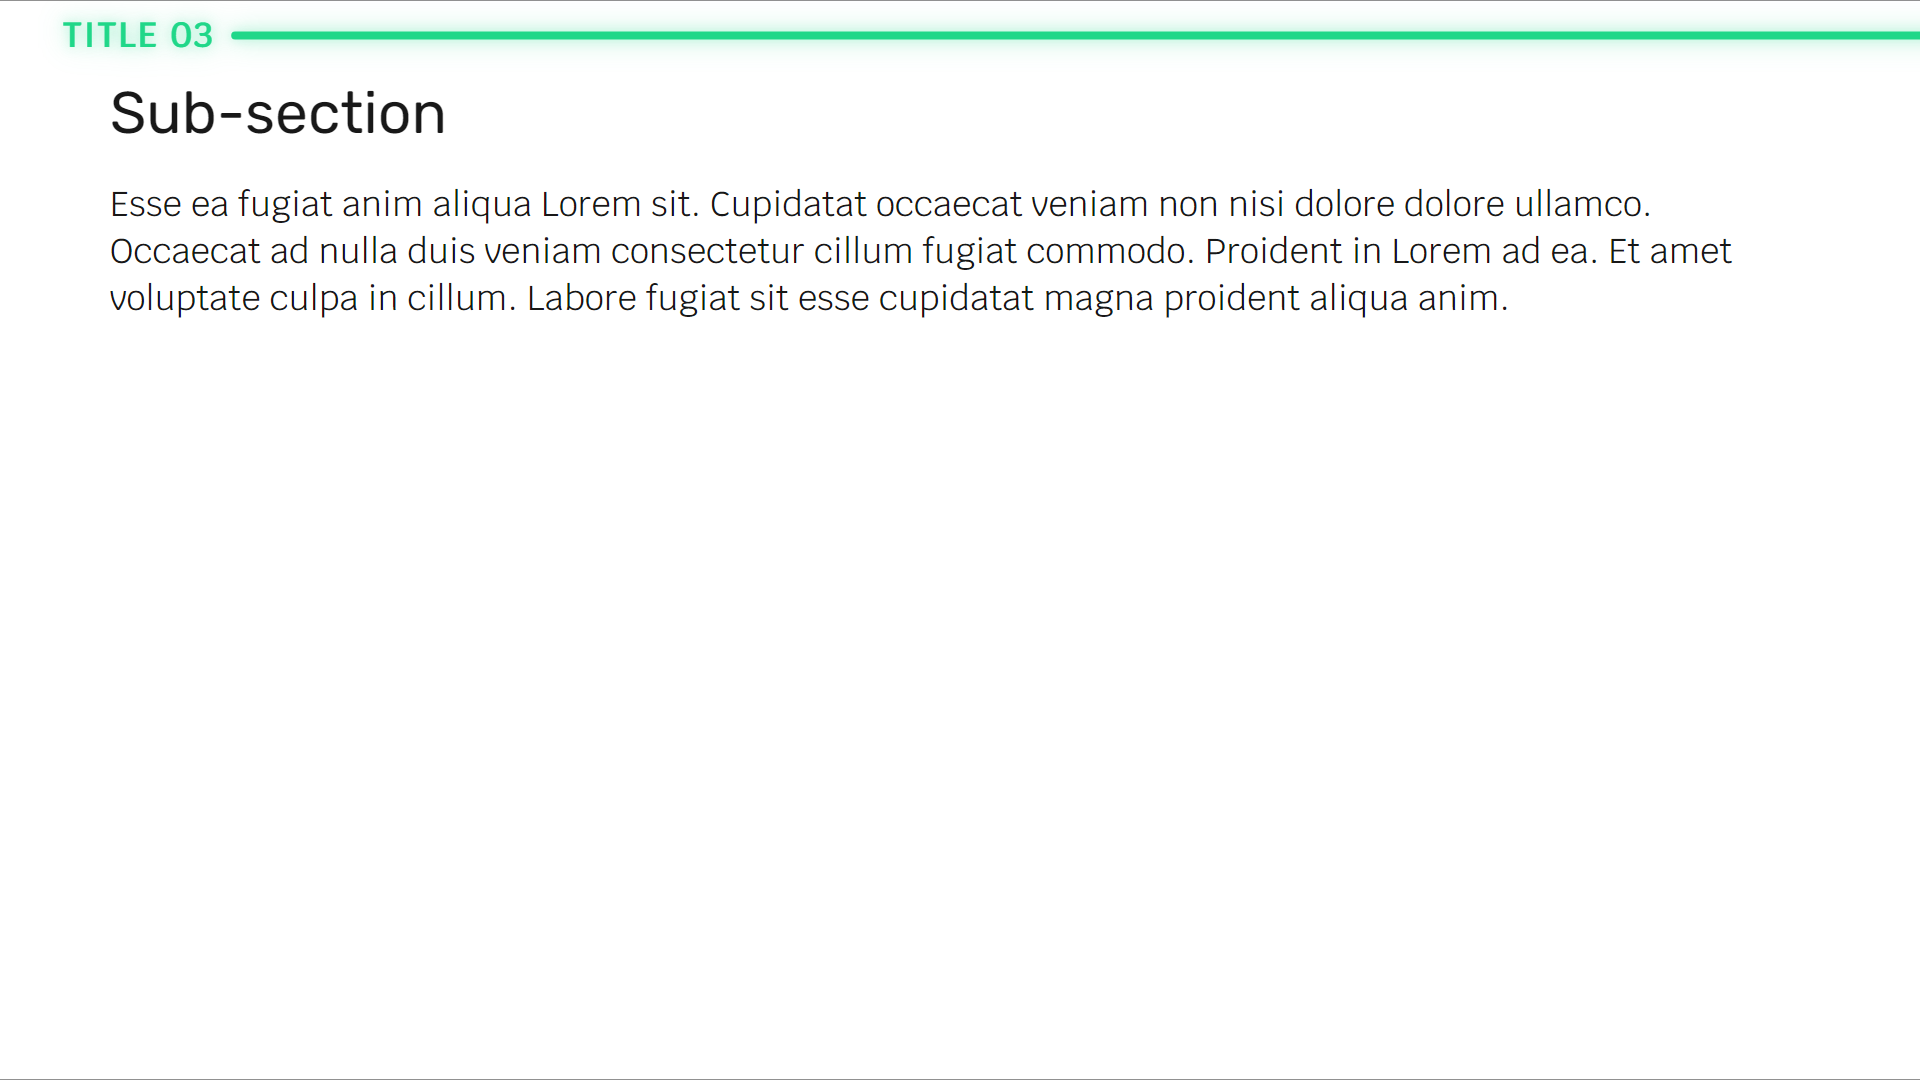 TITLE 03
Sub-section
Esse ea fugiat anim aliqua Lorem sit. Cupidatat occaecat veniam non nisi dolore dolore ullamco.
Occaecat ad nulla duis veniam consectetur cillum fugiat commodo. Proident in Lorem ad ea. Et amet
voluptate culpa in cillum. Labore fugiat sit esse cupidatat magna proident aliqua anim.